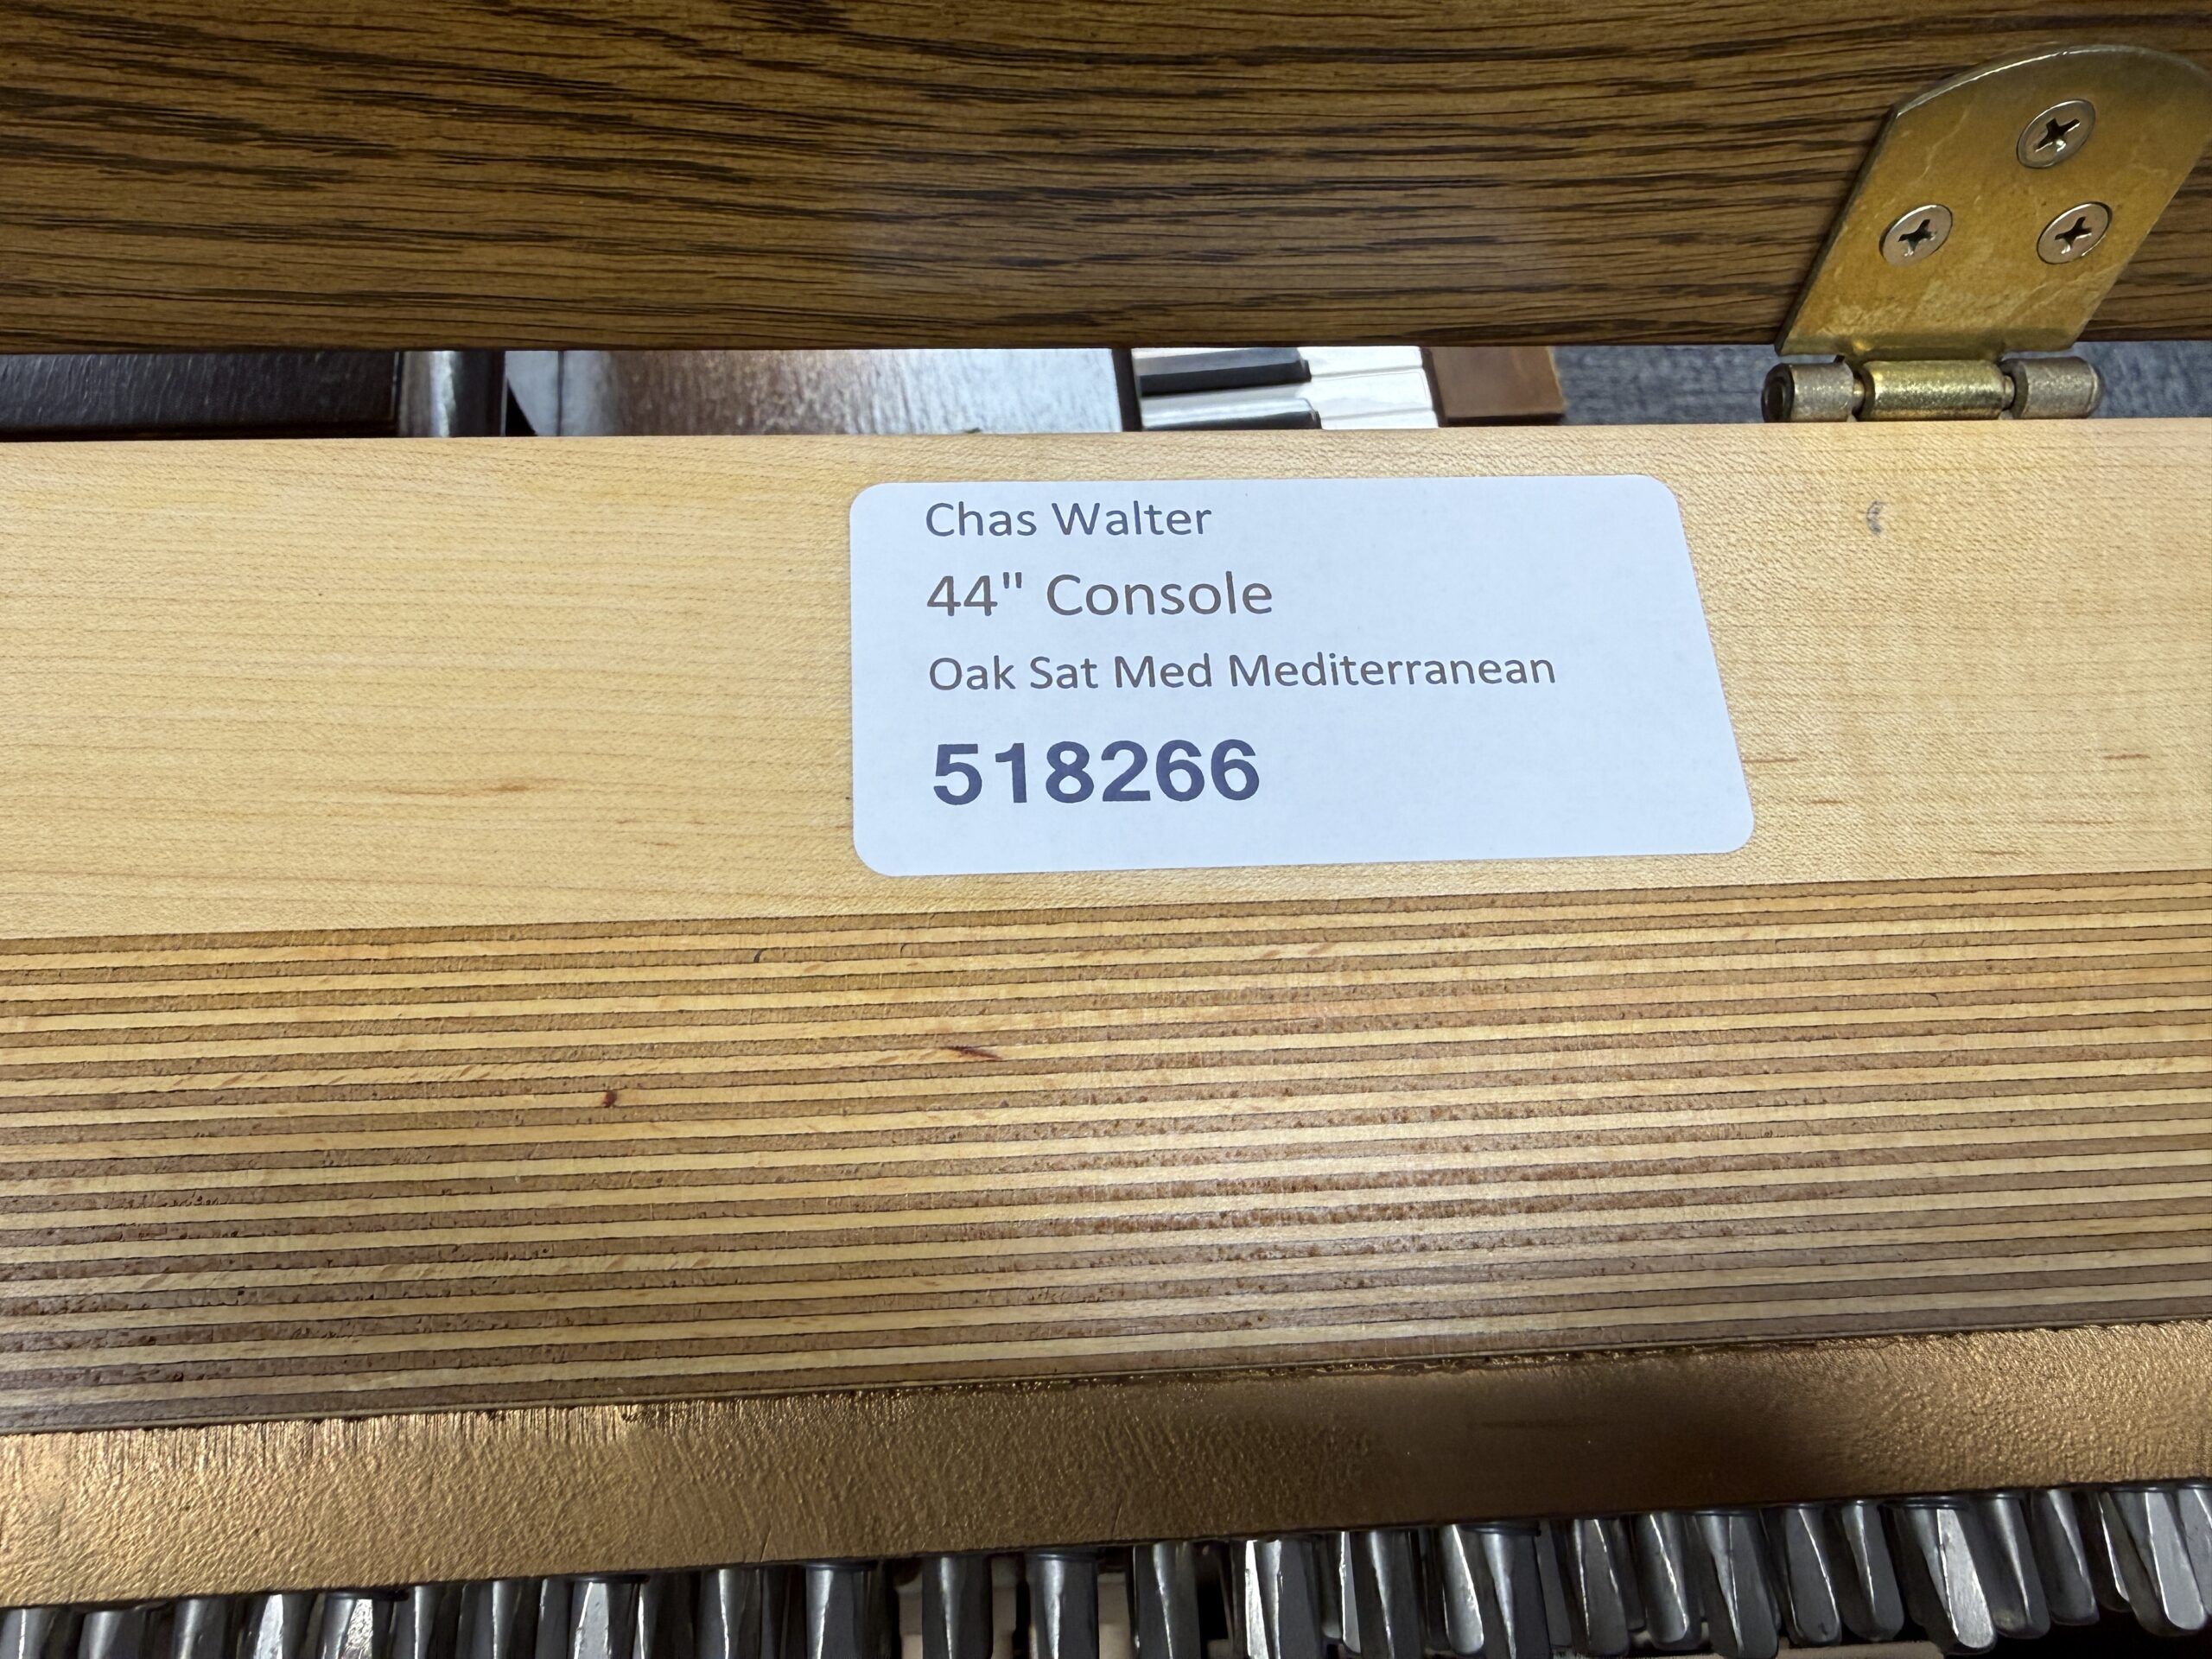 Chas Walter
44" Console
Oak Sat Med Mediterranean
518266